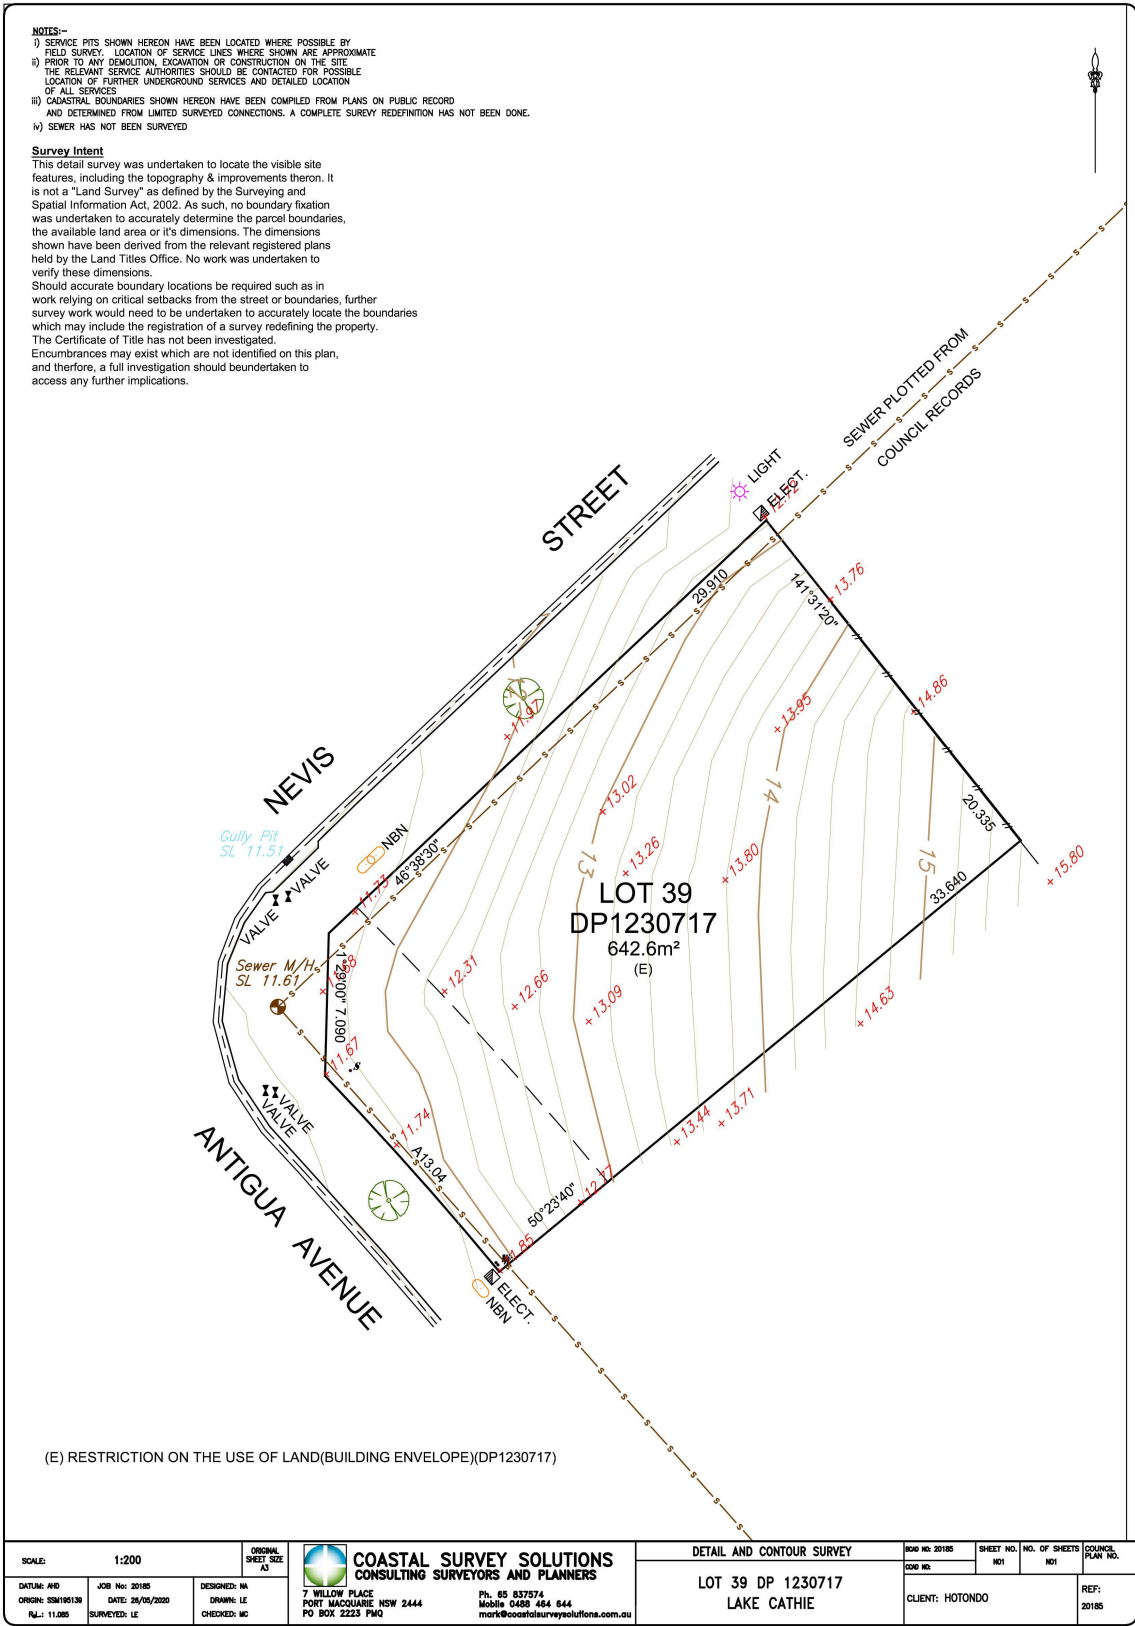 NOTES:-
i) SERVICE PITS SHOWN HEREON HAVE BEEN LOCATED WHERE POSSIBLE BY
FIELD SURVEY. LOCATION OF SERVICE LINES WHERE SHOWN ARE APPROXIMATE
ii) PRIOR TO ANY DEMOLITION, EXCAVATION OR CONSTRUCTION ON THE SITE
THE RELEVANT SERVICE AUTHORITIES SHOULD BE CONTACTED FOR POSSIBLE
LOCATION OF FURTHER UNDERGROUND SERVICES AND DETAILED LOCATION
OF ALL SERVICES
iii) CADASTRAL BOUNDARIES SHOWN HEREON HAVE BEEN COMPILED FROM PLANS ON PUBLIC RECORD
AND DETERMINED FROM LIMITED SURVEYED CONNECTIONS. A COMPLETE SUREVY REDEFINITION HAS NOT BEEN DONE.
iv) SEWER HAS NOT BEEN SURVEYED
Survey Intent
This detail survey was undertaken to locate the visible site
features, including the topography & improvements theron. It
is not a "Land Survey" as defined by the Surveying and
Spatial Information Act, 2002. As such, no boundary fixation
was undertaken to accurately determine the parcel boundaries,
the available land area or it's dimensions. The dimensions
shown have been derived from the relevant registered plans
held by the Land Titles Office. No work was undertaken to
verify these dimensions.
Should accurate boundary locations be required such as in
work relying on critical setbacks from the street or boundaries, further
survey work would need to be undertaken to accurately locate the boundaries
which may include the registration of a survey redefining the property.
The Certificate of Title has not been investigated.
Encumbrances may exist which are not identified on this plan,
and therfore, a full investigation should beundertaken to
access any further implications.
SEWER PLOTTED FROM
COUNCIL RECORDS
LIGHT
ELECT.
12.72
STREET
29.910
141°31'20"
+13.76
+14.86
+13.95
+11.97
NEVIS
+13.02
14
20.335
Gully Pit
SL 11.51
NBN
46°38'30"
+13.26
+13.80
13
15
+15.80
VALVE
VALVE
+11.73
LOT 39
DP1230717
642.6m²
(E)
33.640
Sewer M/H
SL 11.61
1°29'00" 7.090
+12.31
+12.66
+13.09
+14.63
+11.67
VALVE
VALVE
+11.74
+13.44
+13.71
A13.04
ANTIGUA AVENUE
50°23'40"
ELECT.
NBN
(E) RESTRICTION ON THE USE OF LAND(BUILDING ENVELOPE)(DP1230717)
SCALE: 1:200
ORIGINAL
SHEET SIZE
A3
DATUM: AHD
ORIGIN: SSM195139
R.L.: 11.085
JOB No: 20185
DATE: 26/05/2020
SURVEYED: LE
DESIGNED: NA
DRAWN: LE
CHECKED: MC
COASTAL SURVEY SOLUTIONS
CONSULTING SURVEYORS AND PLANNERS
7 WILLOW PLACE
PORT MACQUARIE NSW 2444
PO BOX 2223 PMQ
Ph. 65 837574
Mobile 0488 464 644
mark@coastalsurveysolutions.com.au
DETAIL AND CONTOUR SURVEY
LOT 39 DP 1230717
LAKE CATHIE
CCAD NO:
SHEET NO.
NO1
NO. OF SHEETS
NO1
COUNCIL
PLAN NO.
CLIENT: HOTONDO
REF:
20185